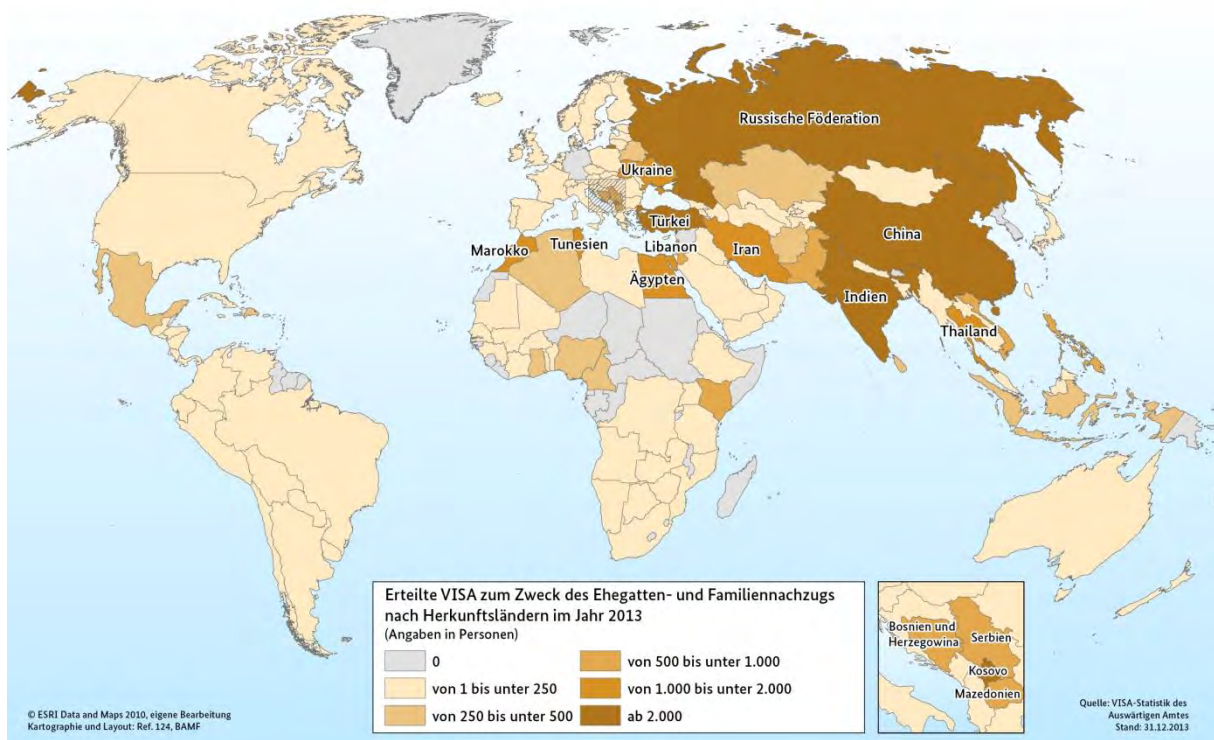 Russische Föderation
Ukraine
Türkei
China
Marokko
Tunesien
Libanon
Iran
Ägypten
Indien
Thailand
Erteilte VISA zum Zweck des Ehegatten- und Familiennachzugs
nach Herkunftsländern im Jahr 2013
(Angaben in Personen)
0
von 1 bis unter 250
von 250 bis unter 500
von 500 bis unter 1.000
von 1.000 bis unter 2.000
ab 2.000
Bosnien und
Herzegowina
Serbien
Kosovo
Mazedonien
© ESRI Data and Maps 2010, eigene Bearbeitung
Kartographie und Layout: Ref. 124, BAMF
Quelle: VISA-Statistik des
Auswärtigen Amtes
Stand: 31.12.2013